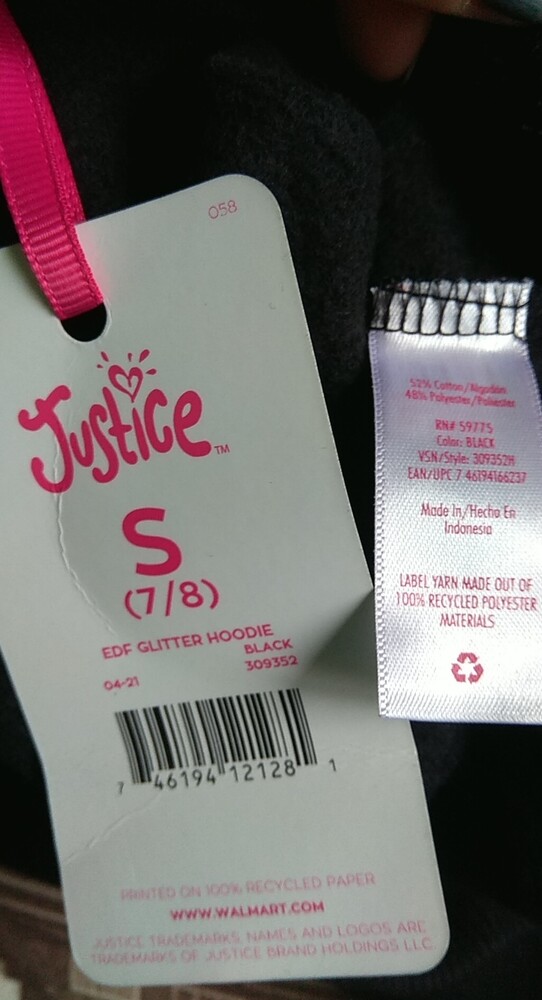 058
Justice™
S
(7/8)
EDF GLITTER HOODIE
BLACK
04-21
309352
7 46194 12128 1
PRINTED ON 100% RECYCLED PAPER
WWW.WALMART.COM
JUSTICE TRADEMARKS, NAMES AND LOGOS ARE
TRADEMARKS OF JUSTICE BRAND HOLDINGS LLC
52% Cotton/Algodón
48% Polyester/Poliester
RN# 59775
Color: BLACK
VSN/Style: 309352H
EAN/UPC 7 46194166237
Made In/Hecho En
Indonesia
LABEL YARN MADE OUT OF
100% RECYCLED POLYESTER
MATERIALS